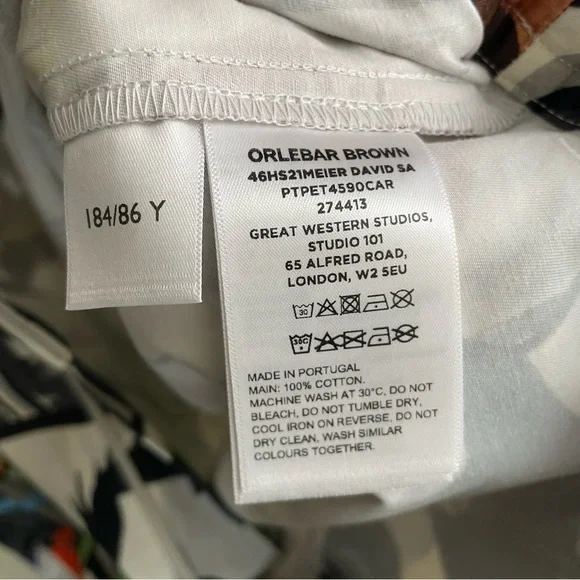 184/86 Y
ORLEBAR BROWN
46HS21MEIER DAVID SA
PTPET4590CAR
274413
GREAT WESTERN STUDIOS,
STUDIO 101
65 ALFRED ROAD,
LONDON, W2 5EU
30
30C
MADE IN PORTUGAL
MAIN: 100% COTTON.
MACHINE WASH AT 30°C, DO NOT
BLEACH, DO NOT TUMBLE DRY,
COOL IRON ON REVERSE, DO NOT
DRY CLEAN, WASH SIMILAR
COLOURS TOGETHER.